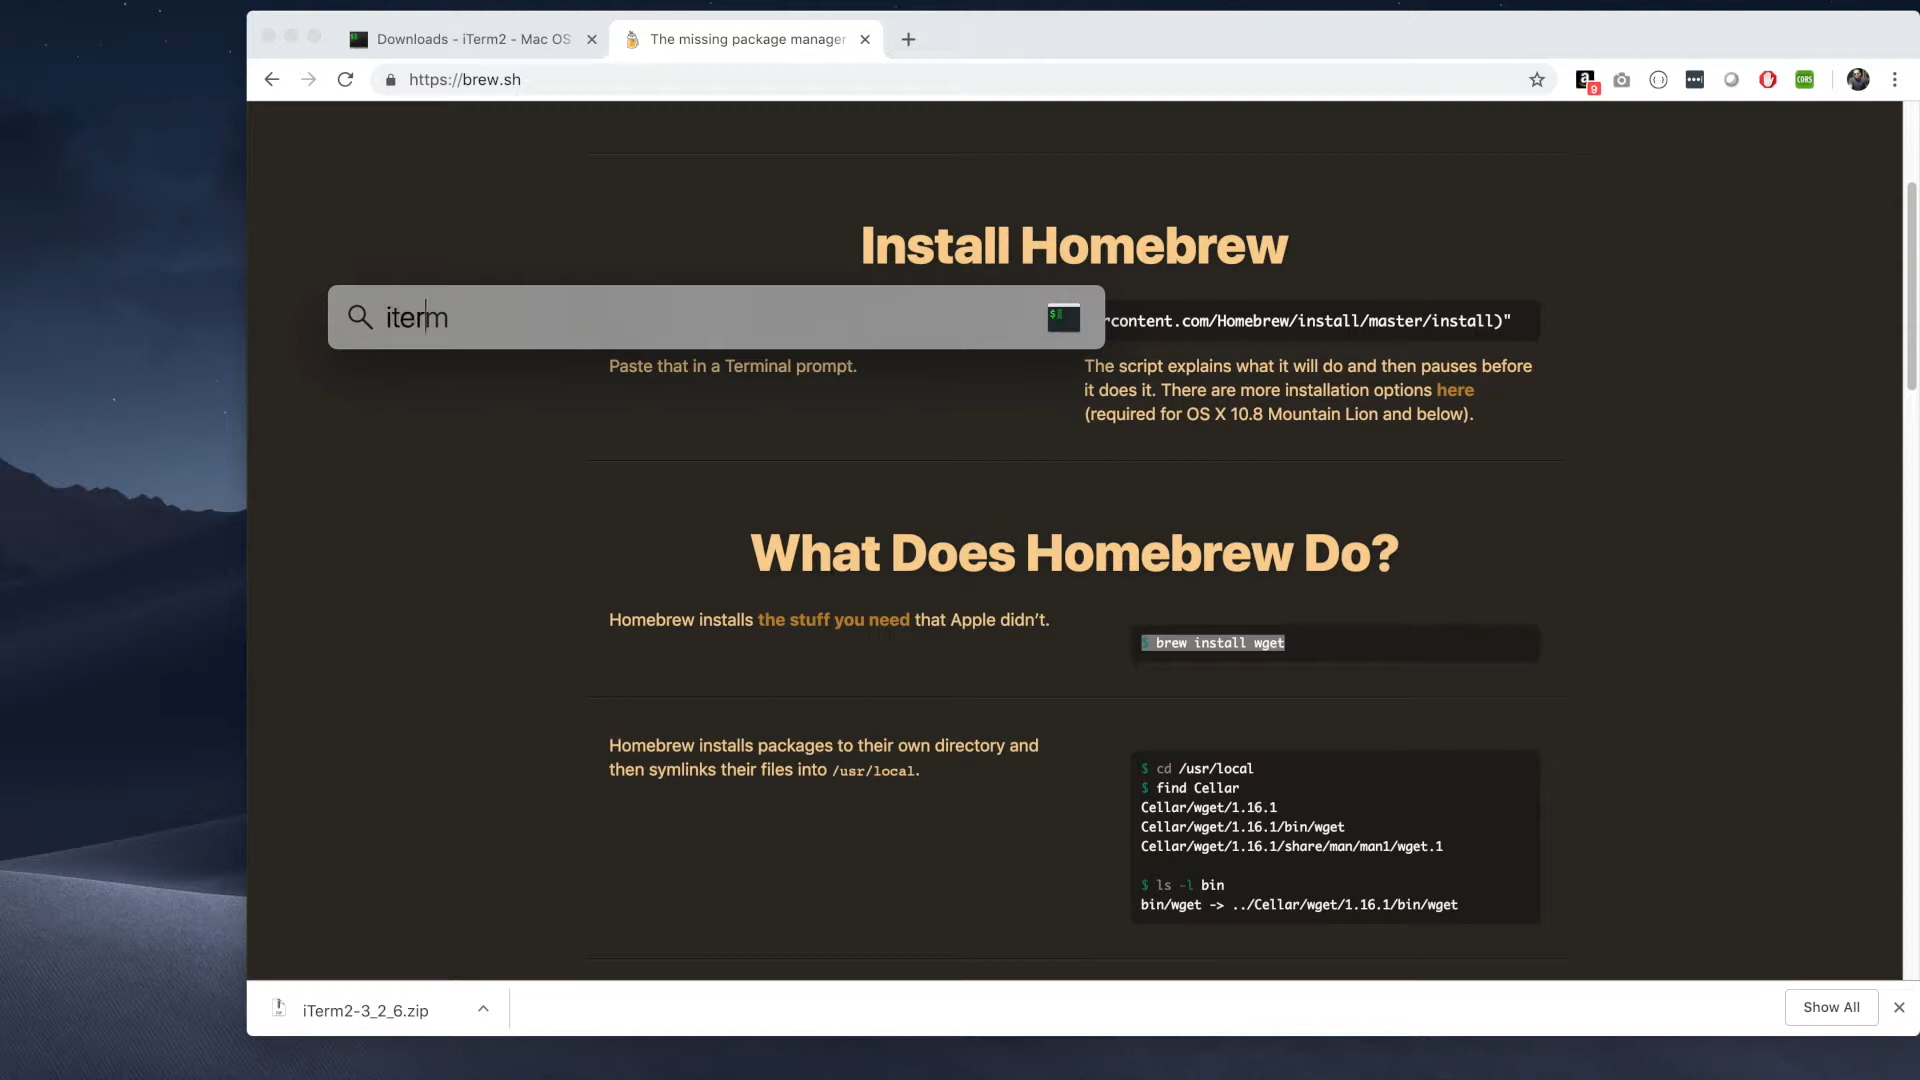 Downloads - iTerm2 - Mac OS
The missing package manager
https://brew.sh
9
CORS
Install Homebrew
iterm
rcontent.com/Homebrew/install/master/install)"
Paste that in a Terminal prompt.
The script explains what it will do and then pauses before
it does it. There are more installation options here
(required for OS X 10.8 Mountain Lion and below).
What Does Homebrew Do?
Homebrew installs the stuff you need that Apple didn’t.
$ brew install wget
Homebrew installs packages to their own directory and
then symlinks their files into /usr/local.
$ cd /usr/local
$ find Cellar
Cellar/wget/1.16.1
Cellar/wget/1.16.1/bin/wget
Cellar/wget/1.16.1/share/man/man1/wget.1
$ ls -l bin
bin/wget -> ../Cellar/wget/1.16.1/bin/wget
iTerm2-3_2_6.zip
Show All